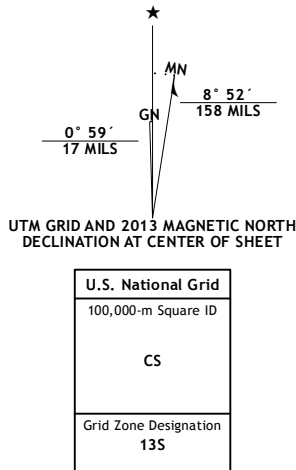 ★
MN
GN
8° 52´
158 MILS
0° 59´
17 MILS
UTM GRID AND 2013 MAGNETIC NORTH
DECLINATION AT CENTER OF SHEET
U.S. National Grid
100,000-m Square ID
CS
Grid Zone Designation
13S